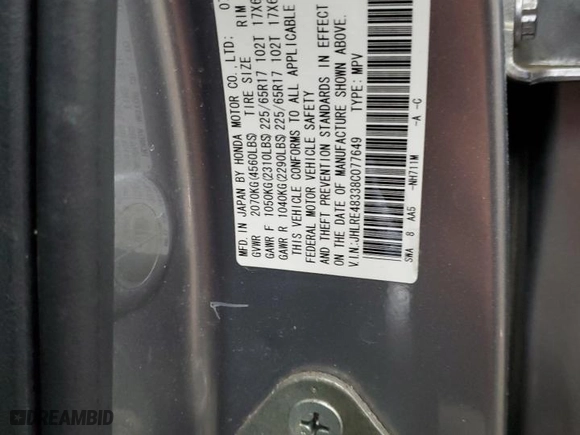 MFD. IN JAPAN BY HONDA MOTOR CO., LTD: 0
GVWR 2070KG(4560LBS) TIRE SIZE RIM
GAWR F 1050KG(2310LBS) 225/65R17 102T 17X6
GAWR R 1040KG(2290LBS) 225/65R17 102T 17X6
THIS VEHICLE CONFORMS TO ALL APPLICABLE
FEDERAL MOTOR VEHICLE SAFETY
AND THEFT PREVENTION STANDARDS IN EFFECT
ON THE DATE OF MANUFACTURE SHOWN ABOVE.
V.I.N:JHLRE48338C077649 TYPE: MPV
SWA 8 AA5 -NH711M -A -C
DREAMBID